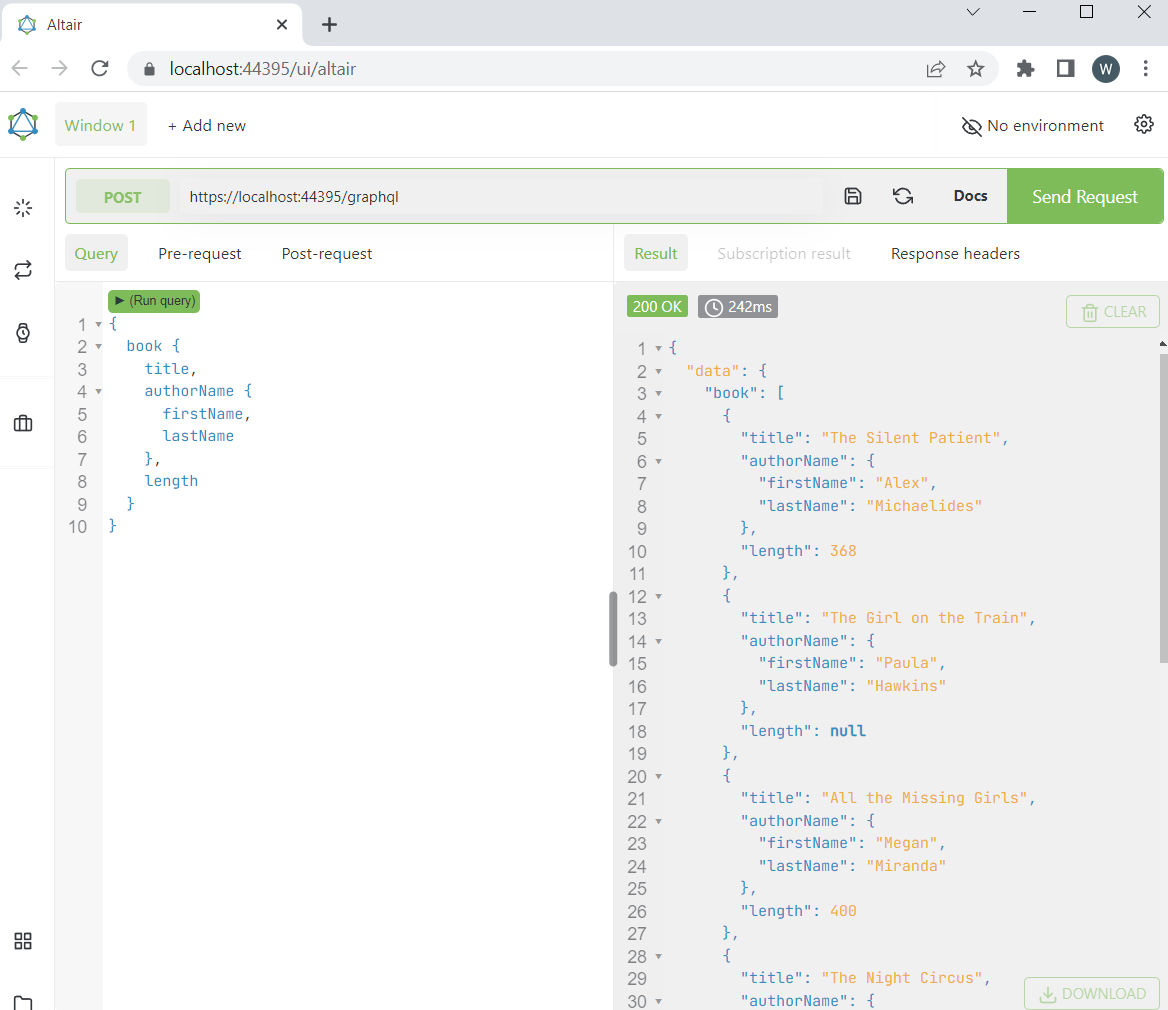 Altair
localhost:44395/ui/altair
W
Window 1
+ Add new
No environment
POST
https://localhost:44395/graphql
Docs
Send Request
Query
Pre-request
Post-request
Result
Subscription result
Response headers
(Run query)
1 {
2 book {
3 title,
4 authorName {
5 firstName,
6 lastName
7 },
8 length
9 }
10 }
200 OK
242ms
CLEAR
1 {
2 "data": {
3 "book": [
4 {
5 "title": "The Silent Patient",
6 "authorName": {
7 "firstName": "Alex",
8 "lastName": "Michaelides"
9 },
10 "length": 368
11 },
12 {
13 "title": "The Girl on the Train",
14 "authorName": {
15 "firstName": "Paula",
16 "lastName": "Hawkins"
17 },
18 "length": null
19 },
20 {
21 "title": "All the Missing Girls",
22 "authorName": {
23 "firstName": "Megan",
24 "lastName": "Miranda"
25 },
26 "length": 400
27 },
28 {
29 "title": "The Night Circus",
30 "authorName": {
DOWNLOAD